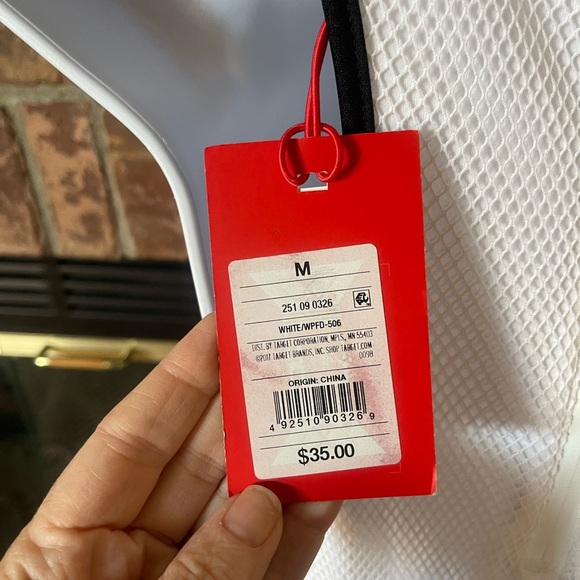 M
251 09 0326
WHITE/WPFD-506
DIST. BY TARGET CORPORATION, MPLS., MN 55403
©2017 TARGET BRANDS, INC. SHOP TARGET.COM
0098
ORIGIN: CHINA
4 92510 90326 9
$35.00